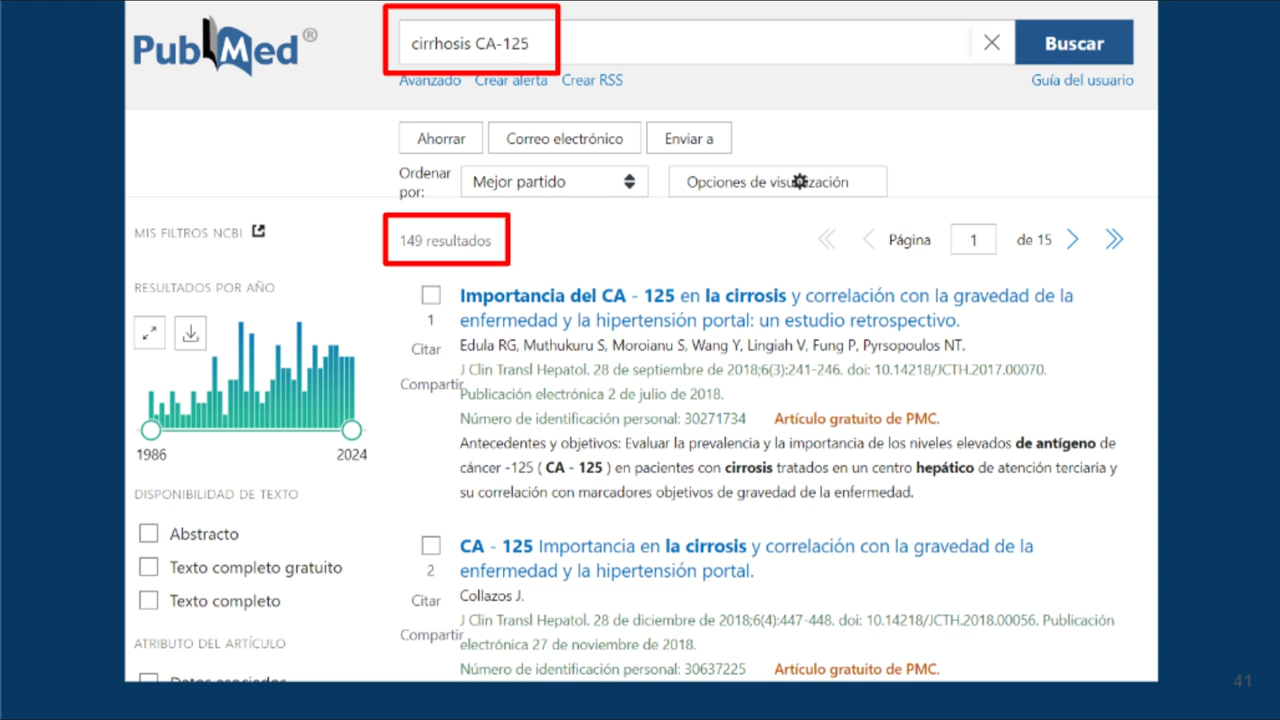 PubMed®
cirrhosis CA-125
Buscar
Avanzado Crear alerta Crear RSS
Guía del usuario
Ahorrar Correo electrónico Enviar a
Ordenar
por:
Mejor partido
Opciones de visualización
MIS FILTROS NCBI
149 resultados
Página 1 de 15
RESULTADOS POR AÑO
1986 2024
DISPONIBILIDAD DE TEXTO
Abstracto
Texto completo gratuito
Texto completo
ATRIBUTO DEL ARTÍCULO
Datos asociados
1
Citar
Compartir
Importancia del CA - 125 en la cirrosis y correlación con la gravedad de la
enfermedad y la hipertensión portal: un estudio retrospectivo.
Edula RG, Muthukuru S, Moroianu S, Wang Y, Lingiah V, Fung P, Pyrsopoulos NT.
J Clin Transl Hepatol. 28 de septiembre de 2018;6(3):241-246. doi: 10.14218/JCTH.2017.00070.
Publicación electrónica 2 de julio de 2018.
Número de identificación personal: 30271734 Artículo gratuito de PMC.
Antecedentes y objetivos: Evaluar la prevalencia y la importancia de los niveles elevados de antígeno de
cáncer -125 ( CA - 125 ) en pacientes con cirrosis tratados en un centro hepático de atención terciaria y
su correlación con marcadores objetivos de gravedad de la enfermedad.
2
Citar
Compartir
CA - 125 Importancia en la cirrosis y correlación con la gravedad de la
enfermedad y la hipertensión portal.
Collazos J.
J Clin Transl Hepatol. 28 de diciembre de 2018;6(4):447-448. doi: 10.14218/JCTH.2018.00056. Publicación
electrónica 27 de noviembre de 2018.
Número de identificación personal: 30637225 Artículo gratuito de PMC.
41